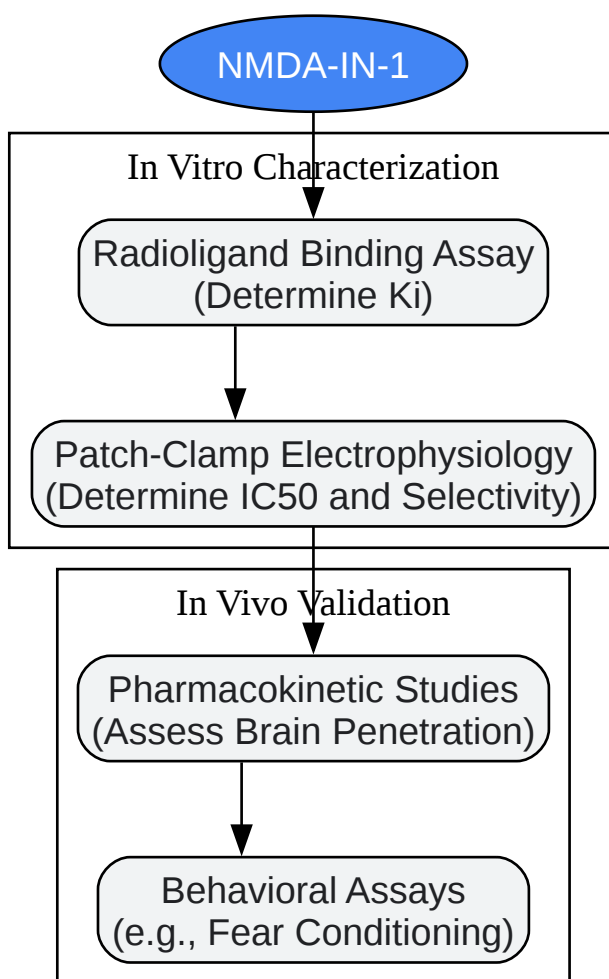 NMDA-IN-1
In Vitro Characterization
Radioligand Binding Assay
(Determine Ki)
Patch-Clamp Electrophysiology
(Determine IC50 and Selectivity)
In Vivo Validation
Pharmacokinetic Studies
(Assess Brain Penetration)
Behavioral Assays
(e.g., Fear Conditioning)